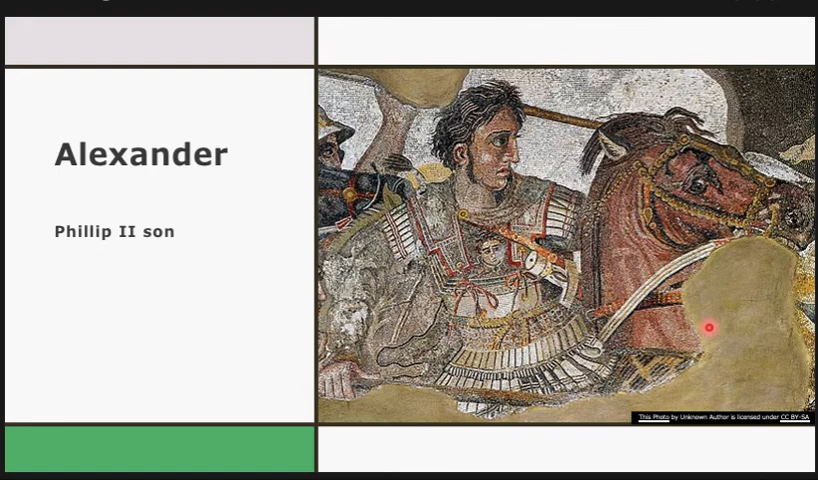 Alexander
Phillip II son
This Photo by Unknown Author is licensed under CC BY-SA